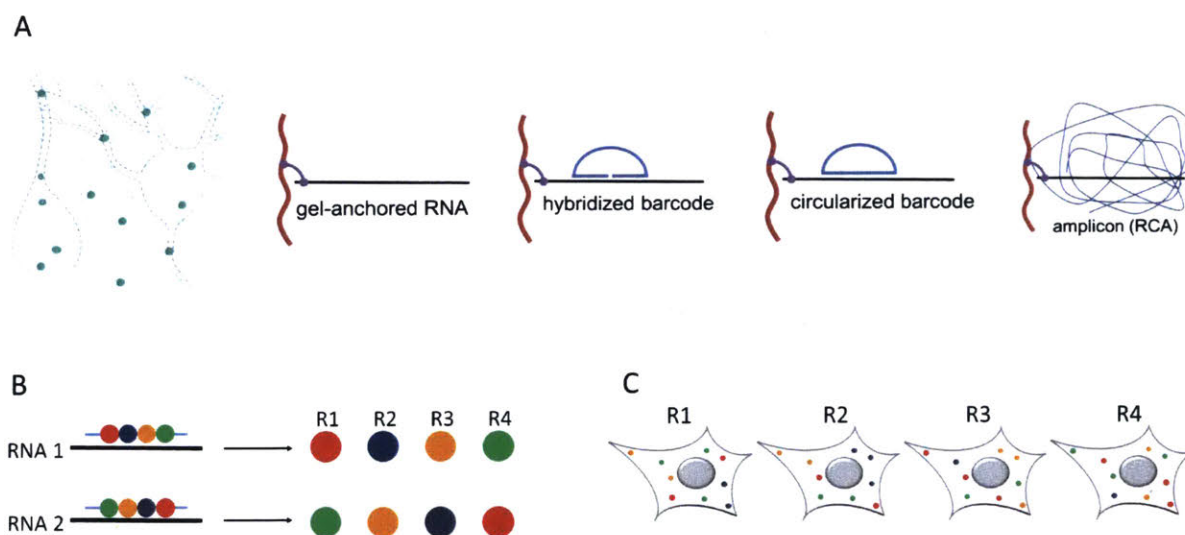 A
gel-anchored RNA
hybridized barcode
circularized barcode
amplicon (RCA)
B
R1 R2 R3 R4
RNA 1
RNA 2
C
R1 R2 R3 R4